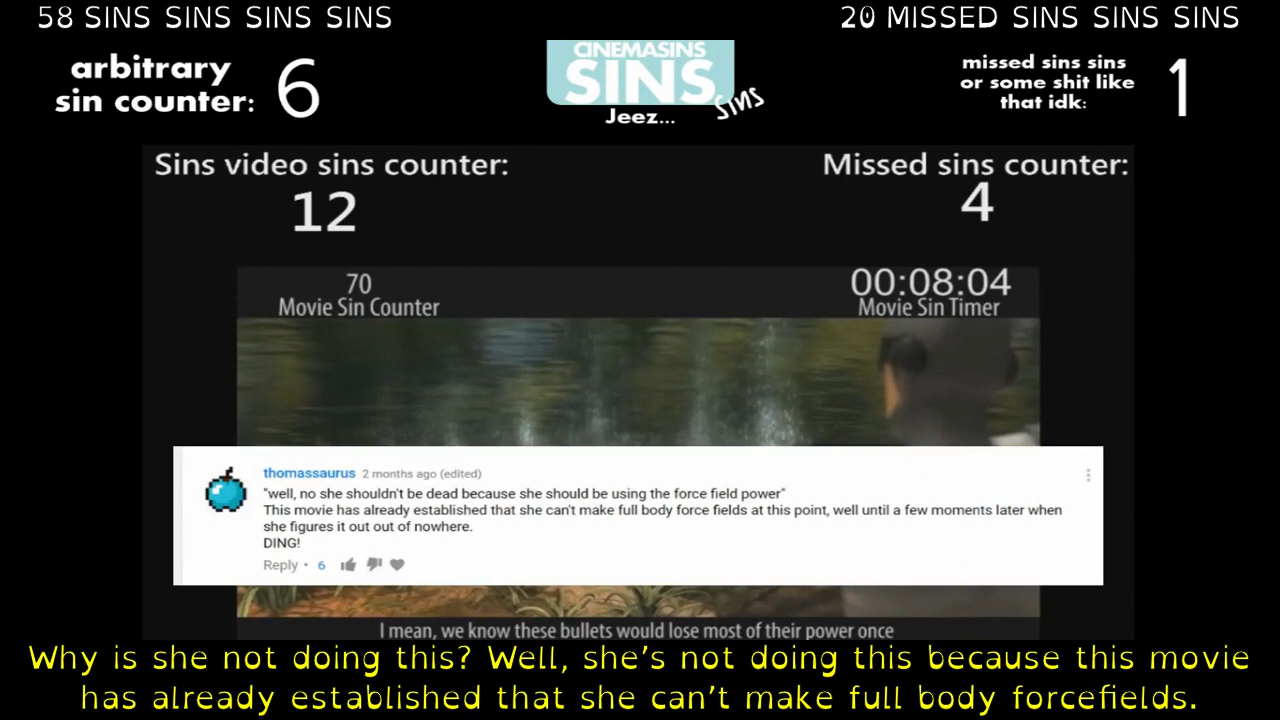 58 SINS SINS SINS SINS
20 MISSED SINS SINS SINS
arbitrary
sin counter: 6
CINEMASINS
SINS
SINS
Jeez...
missed sins sins
or some shit like
that idk: 1
Sins video sins counter:
12
Missed sins counter:
4
70
Movie Sin Counter
00:08:04
Movie Sin Timer
thomassaurus 2 months ago (edited)
"well, no she shouldn't be dead because she should be using the force field power"
This movie has already established that she can't make full body force fields at this point, well until a few moments later when
she figures it out out of nowhere.
DING!
Reply • 6
I mean, we know these bullets would lose most of their power once
Why is she not doing this? Well, she's not doing this because this movie
has already established that she can't make full body forcefields.